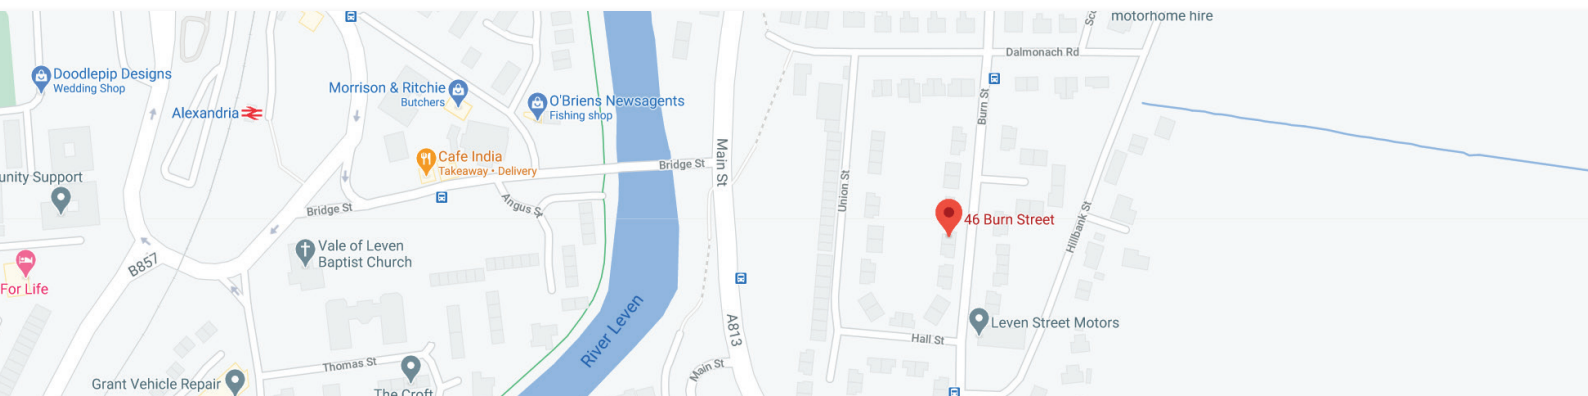 motorhome hire
Sc
Dalmonach Rd
Doodlepip Designs
Wedding Shop
Morrison & Ritchie
Butchers
O'Briens Newsagents
Fishing shop
Alexandria
Burn St
Main St
Cafe India
Takeaway • Delivery
Bridge St
unity Support
Union St
Angus St
Bridge St
46 Burn Street
Hillbank St
Vale of Leven
Baptist Church
B857
For Life
River Leven
A813
Leven Street Motors
Hall St
Thomas St
Main St
Grant Vehicle Repair
The Croft